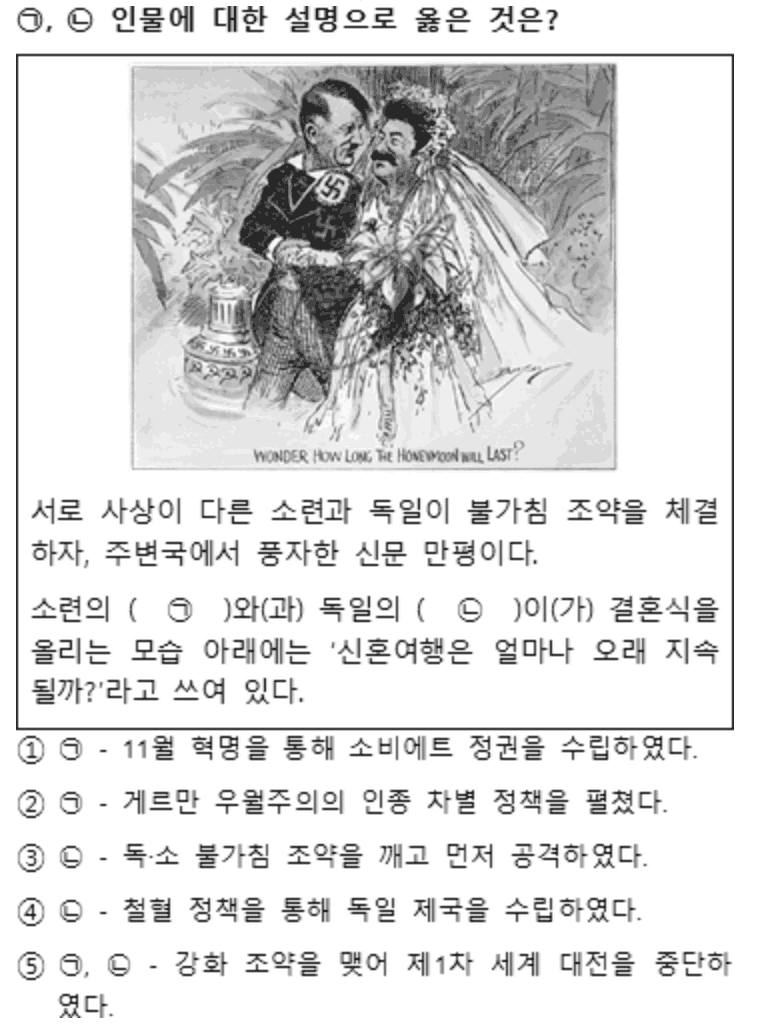 ㉠, ㉡ 인물에 대한 설명으로 옳은 것은?
WONDER HOW LONG THE HONEYMOON WILL LAST?
서로 사상이 다른 소련과 독일이 불가침 조약을 체결
하자, 주변국에서 풍자한 신문 만평이다.
소련의 ( ㉠ )와(과) 독일의 ( ㉡ )이(가) 결혼식을
올리는 모습 아래에는 '신혼여행은 얼마나 오래 지속
될까?'라고 쓰여 있다.
① ㉠ - 11월 혁명을 통해 소비에트 정권을 수립하였다.
② ㉠ - 게르만 우월주의의 인종 차별 정책을 펼쳤다.
③ ㉡ - 독·소 불가침 조약을 깨고 먼저 공격하였다.
④ ㉡ - 철혈 정책을 통해 독일 제국을 수립하였다.
⑤ ㉠, ㉡ - 강화 조약을 맺어 제1차 세계 대전을 중단하
였다.